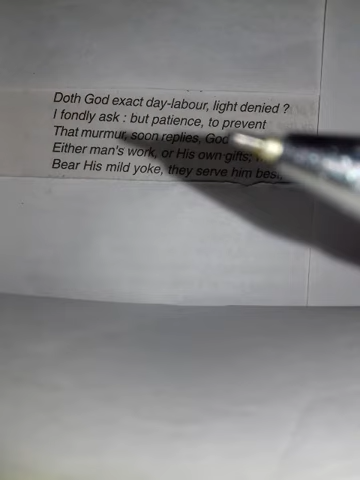 Doth God exact day-labour, light denied ?
I fondly ask : but patience, to prevent
That murmur, soon replies, God
Either man's work, or His own gifts;
Bear His mild yoke, they serve him best